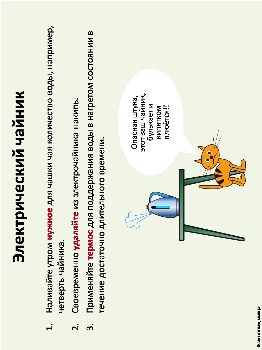 Электрический чайник
1. Наливайте утром нужное для чашки чая количество воды, например,
четверть чайника.
2. Своевременно удаляйте из электрочайника накипь.
3. Применяйте термос для поддержания воды в нагретом состоянии в
течение достаточно длительного времени.
Опасная штука,
этот ваш чайник,
булькает и
кипятком
плюётся!!